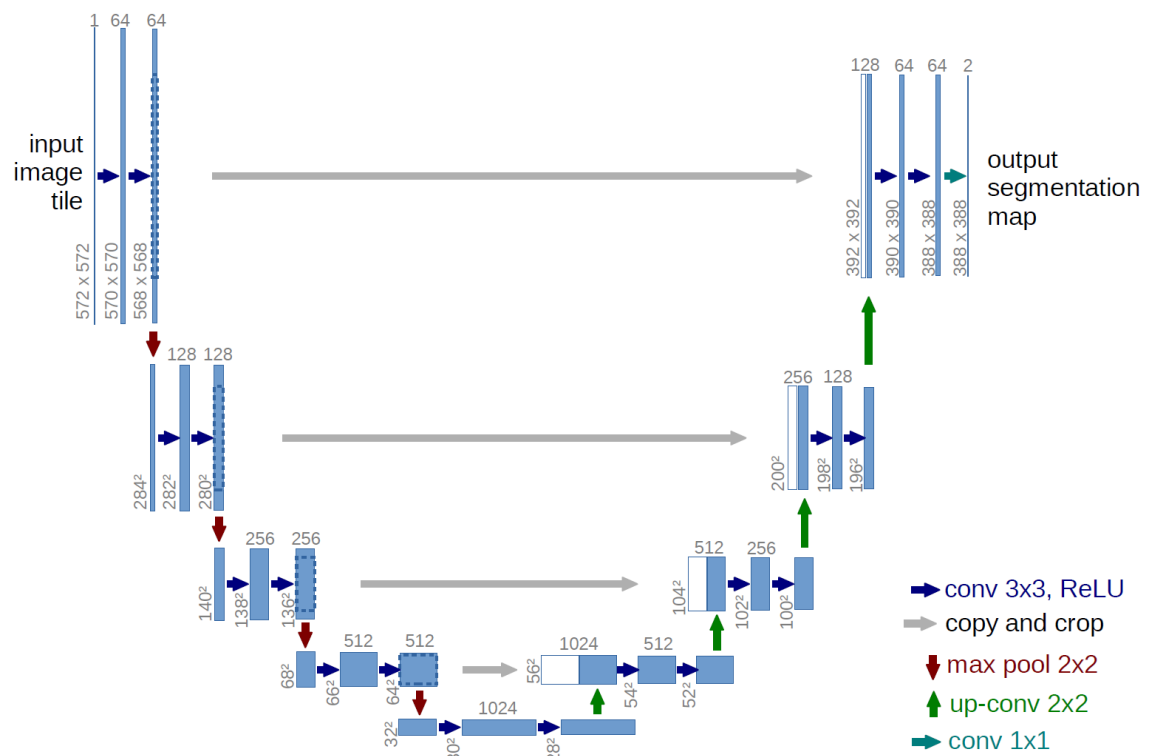 1 64 64
128 64 64 2
input
image
tile
output
segmentation
map
572 x 572
570 x 570
568 x 568
392 x 392
390 x 390
388 x 388
388 x 388
128 128
256 128
284²
282²
280²
200²
198²
196²
256 256
512 256
140²
138²
136²
104²
102²
100²
conv 3x3, ReLU
copy and crop
max pool 2x2
up-conv 2x2
conv 1x1
512 512
1024 512
68²
66²
64²
56²
54²
52²
1024
32²